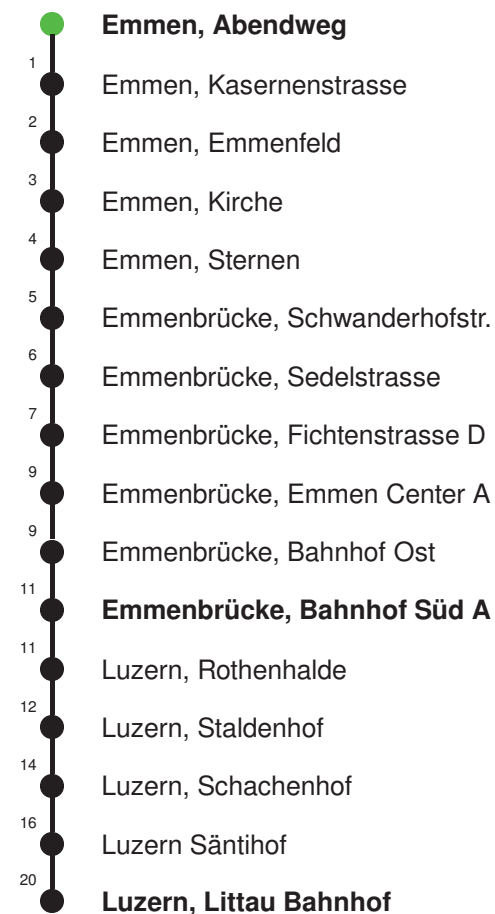 Emmen, Abendweg
1
Emmen, Kasernenstrasse
2
Emmen, Emmenfeld
3
Emmen, Kirche
4
Emmen, Sternen
5
Emmenbrücke, Schwanderhofstr.
6
Emmenbrücke, Sedelstrasse
7
Emmenbrücke, Fichtenstrasse D
9
Emmenbrücke, Emmen Center A
9
Emmenbrücke, Bahnhof Ost
11
Emmenbrücke, Bahnhof Süd A
11
Luzern, Rothenhalde
12
Luzern, Staldenhof
14
Luzern, Schachenhof
16
Luzern Säntihof
20
Luzern, Littau Bahnhof